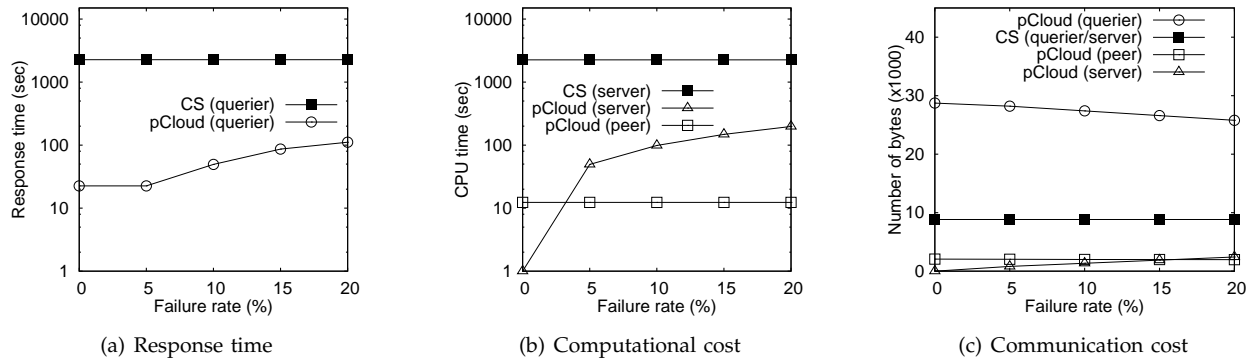 10000
1000
100
10
1
Response time (sec)
CS (querier)
pCloud (querier)
0 5 10 15 20
Failure rate (%)
(a) Response time
10000
1000
100
10
1
CPU time (sec)
CS (server)
pCloud (server)
pCloud (peer)
0 5 10 15 20
Failure rate (%)
(b) Computational cost
40
30
20
10
0
Number of bytes (x1000)
pCloud (querier)
CS (querier/server)
pCloud (peer)
pCloud (server)
0 5 10 15 20
Failure rate (%)
(c) Communication cost